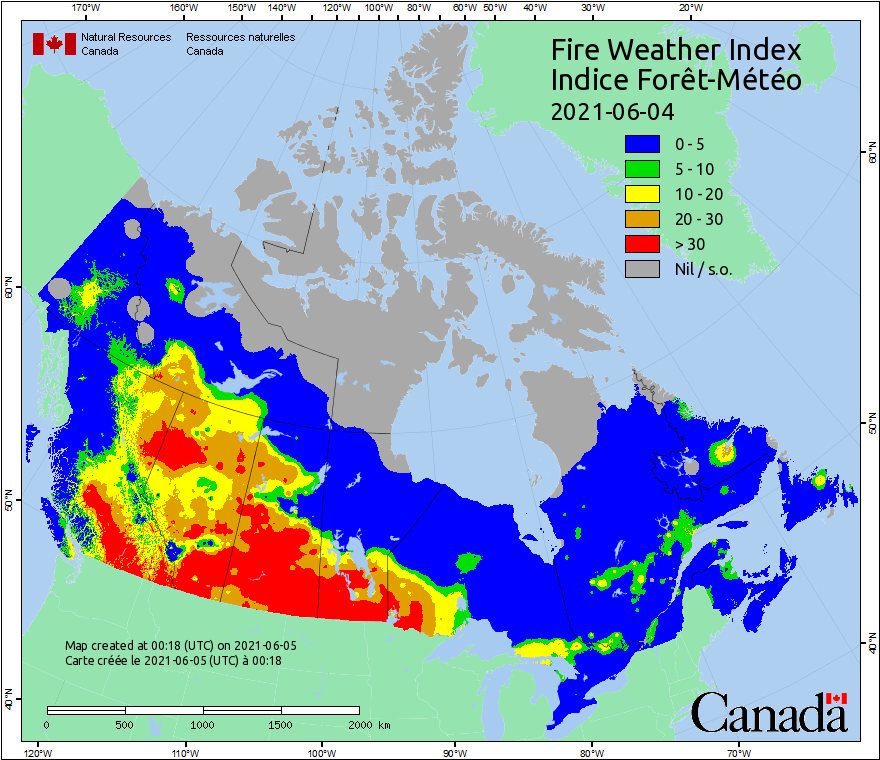 170°W 160°W 150°W 140°W 130°W 120°W 110°W 100°W 90°W 80°W 60°W 50°W 40°W 30°W 20°W
Natural Resources Canada
Ressources naturelles Canada
Fire Weather Index
Indice Forêt-Météo
2021-06-04
0 - 5
5 - 10
10 - 20
20 - 30
> 30
Nil / s.o.
60°N
50°N
40°N
60°N
50°N
40°N
Map created at 00:18 (UTC) on 2021-06-05
Carte créée le 2021-06-05 (UTC) à 00:18
0 500 1000 1500 2000 km
Canada
120°W 110°W 100°W 90°W 80°W 70°W